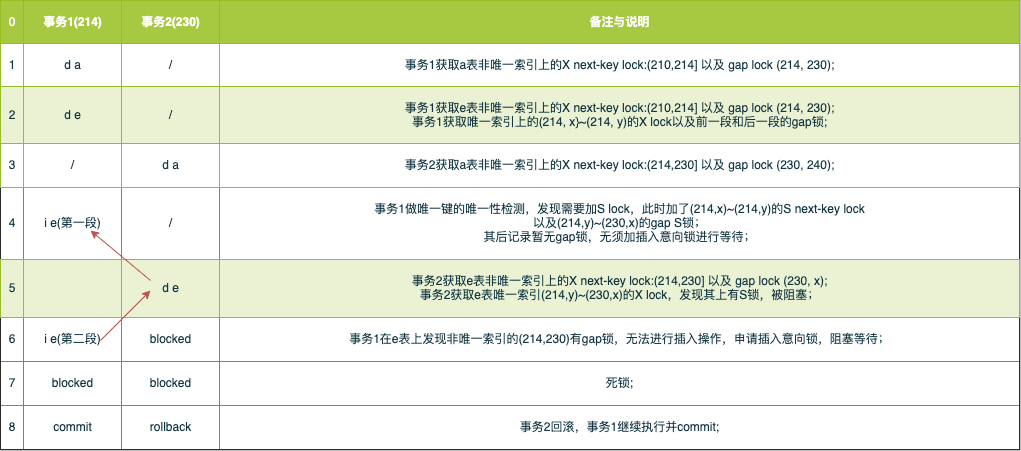 0 事务1(214) 事务2(230) 备注与说明
1 d a / 事务1获取a表非唯一索引上的X next-key lock:(210,214] 以及 gap lock (214, 230);
2 d e / 事务1获取e表非唯一索引上的X next-key lock:(210,214] 以及 gap lock (214, 230);
事务1获取唯一索引上的(214, x}~(214, y)的X lock以及前一段和后一段的gap锁;
3 / d a 事务2获取a表非唯一索引上的X next-key lock:(214,230] 以及 gap lock (230, 240);
4 i e(第一段) / 事务1做唯一键的唯一性检测，发现需要加S lock，此时加了(214,x)~(214,y)的S next-key lock
以及(214,y)~(230,x)的gap S锁；
其后记录暂无gap锁，无须加插入意向锁进行等待；
5 d e 事务2获取e表非唯一索引上的X next-key lock:(214,230] 以及 gap lock (230, x);
事务2获取e表唯一索引(214,y)~(230,x)的X lock，发现其上有S锁，被阻塞；
6 i e(第二段) blocked 事务1在e表上发现非唯一索引的(214,230)有gap锁，无法进行插入操作，申请插入意向锁，阻塞等待；
7 blocked blocked 死锁;
8 commit rollback 事务2回滚，事务1继续执行并commit;